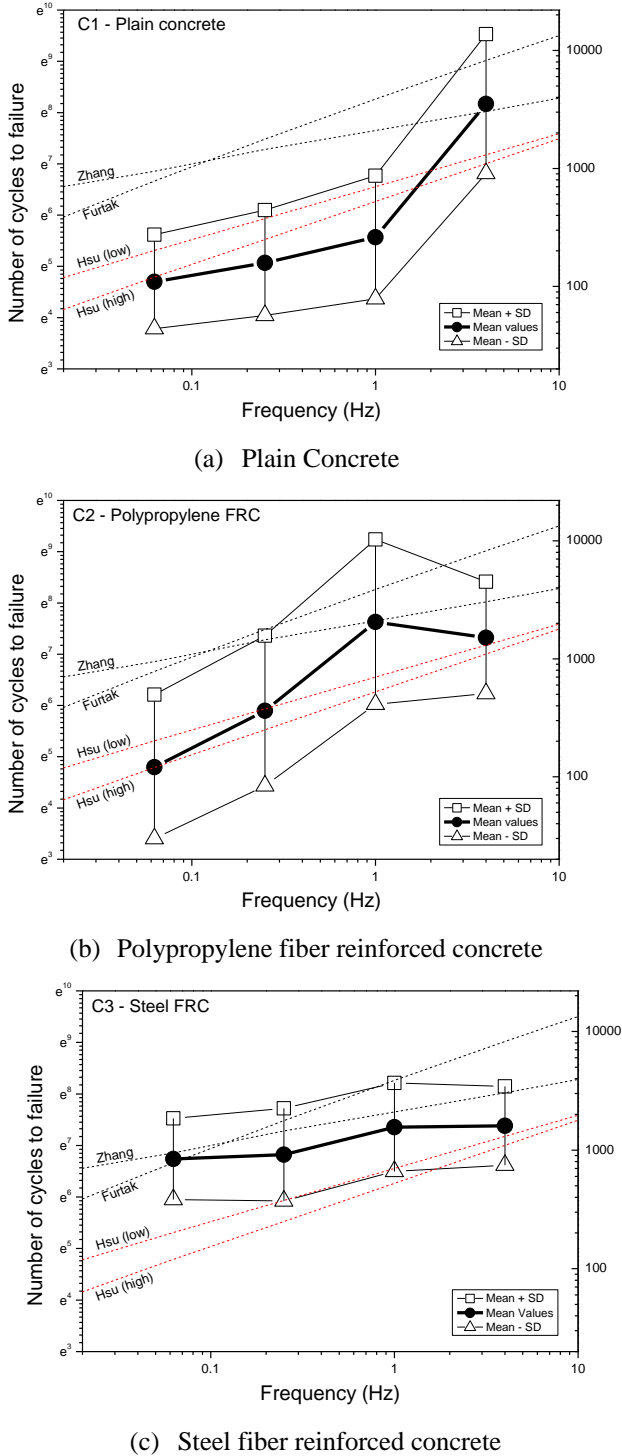 C1 - Plain concrete
e10
e9
e8
e7
e6
e5
e4
e3
10000
1000
100
Number of cycles to failure
Zhang
Furtak
Hsu (low)
Hsu (high)
Mean + SD
Mean values
Mean - SD
0.1
1
10
Frequency (Hz)
(a) Plain Concrete
C2 - Polypropylene FRC
e10
e9
e8
e7
e6
e5
e4
e3
10000
1000
100
Number of cycles to failure
Zhang
Furtak
Hsu (low)
Hsu (high)
Mean + SD
Mean values
Mean - SD
0.1
1
10
Frequency (Hz)
(b) Polypropylene fiber reinforced concrete
C3 - Steel FRC
e10
e9
e8
e7
e6
e5
e4
e3
10000
1000
100
Number of cycles to failure
Zhang
Furtak
Hsu (low)
Hsu (high)
Mean + SD
Mean Values
Mean - SD
0.1
1
10
Frequency (Hz)
(c) Steel fiber reinforced concrete